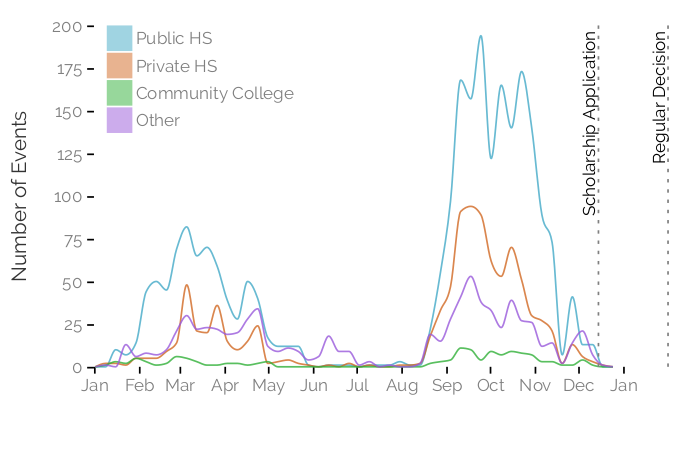 Number of Events
200
175
150
125
100
75
50
25
0
Public HS
Private HS
Community College
Other
Scholarship Application
Regular Decision
Jan Feb Mar Apr May Jun Jul Aug Sep Oct Nov Dec Jan